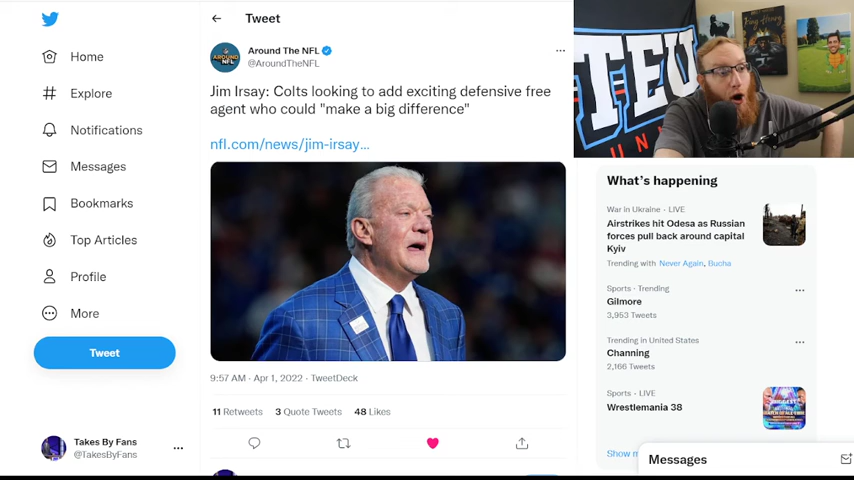 Home
Explore
Notifications
Messages
Bookmarks
Top Articles
Profile
More
Tweet
Takes By Fans
@TakesByFans
Tweet
Around The NFL
@AroundTheNFL
Jim Irsay: Colts looking to add exciting defensive free
agent who could "make a big difference"
nfl.com/news/jim-irsay...
9:57 AM · Apr 1, 2022 · TweetDeck
11 Retweets 3 Quote Tweets 48 Likes
What's happening
War in Ukraine · LIVE
Airstrikes hit Odesa as Russian
forces pull back around capital
Kyiv
Trending with Never Again, Bucha
Sports · Trending
Gilmore
3,953 Tweets
Trending in United States
Channing
2,166 Tweets
Sports · LIVE
Wrestlemania 38
Messages